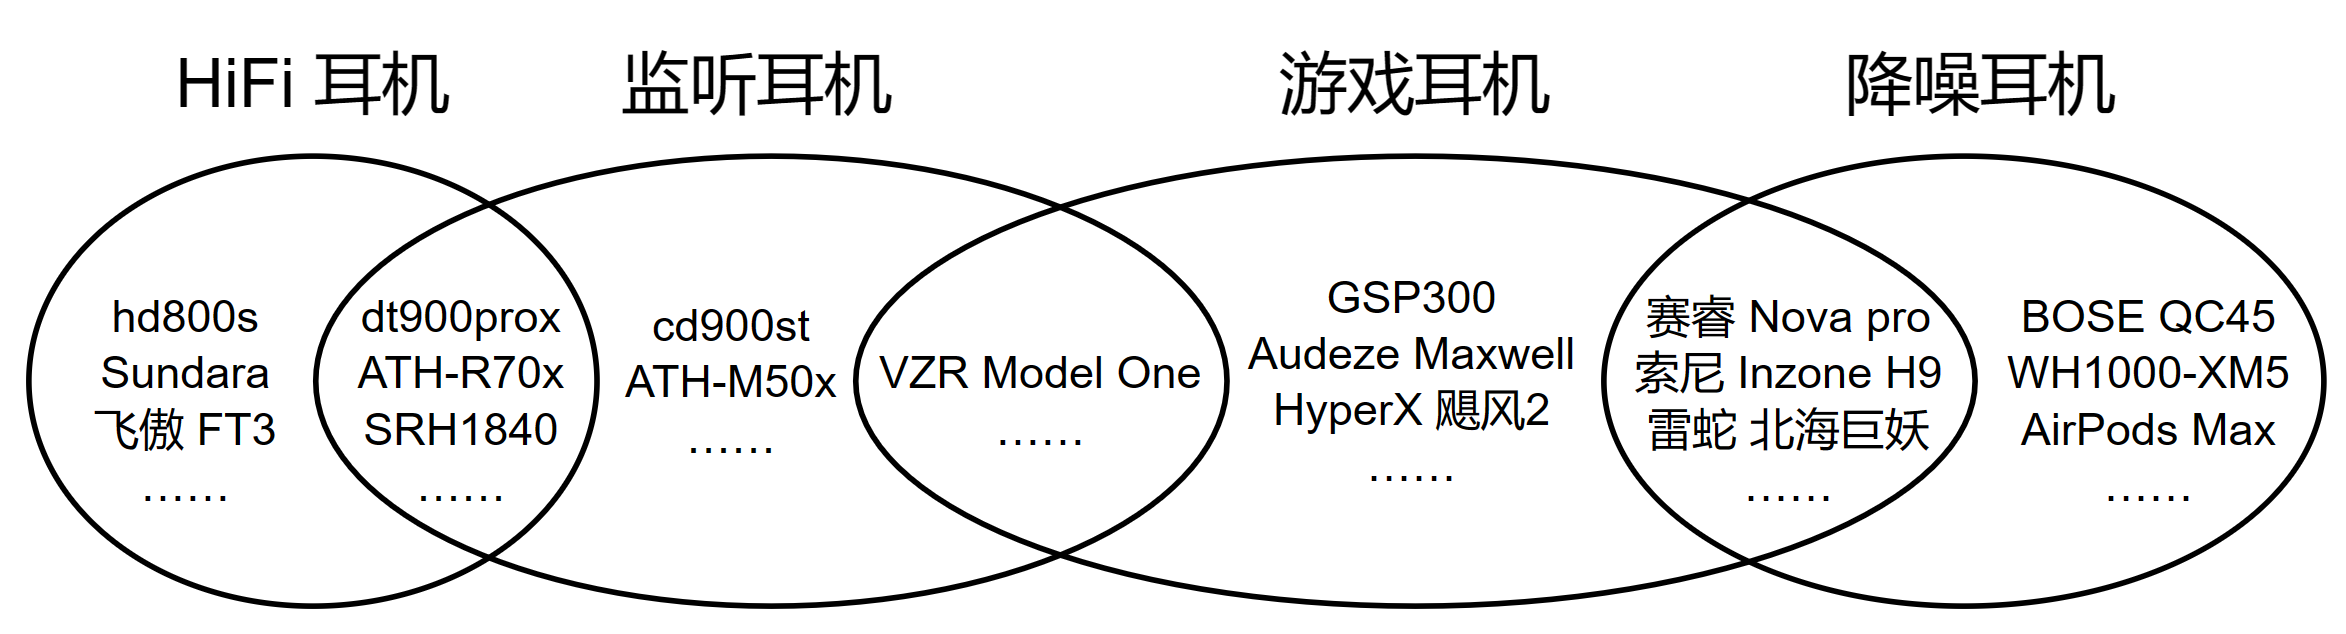 HiFi 耳机
监听耳机
游戏耳机
降噪耳机
hd800s
Sundara
飞傲 FT3
……
dt900prox
ATH-R70x
SRH1840
……
cd900st
ATH-M50x
……
VZR Model One
……
GSP300
Audeze Maxwell
HyperX 飓风2
……
赛睿 Nova pro
索尼 Inzone H9
雷蛇 北海巨妖
……
BOSE QC45
WH1000-XM5
AirPods Max
……